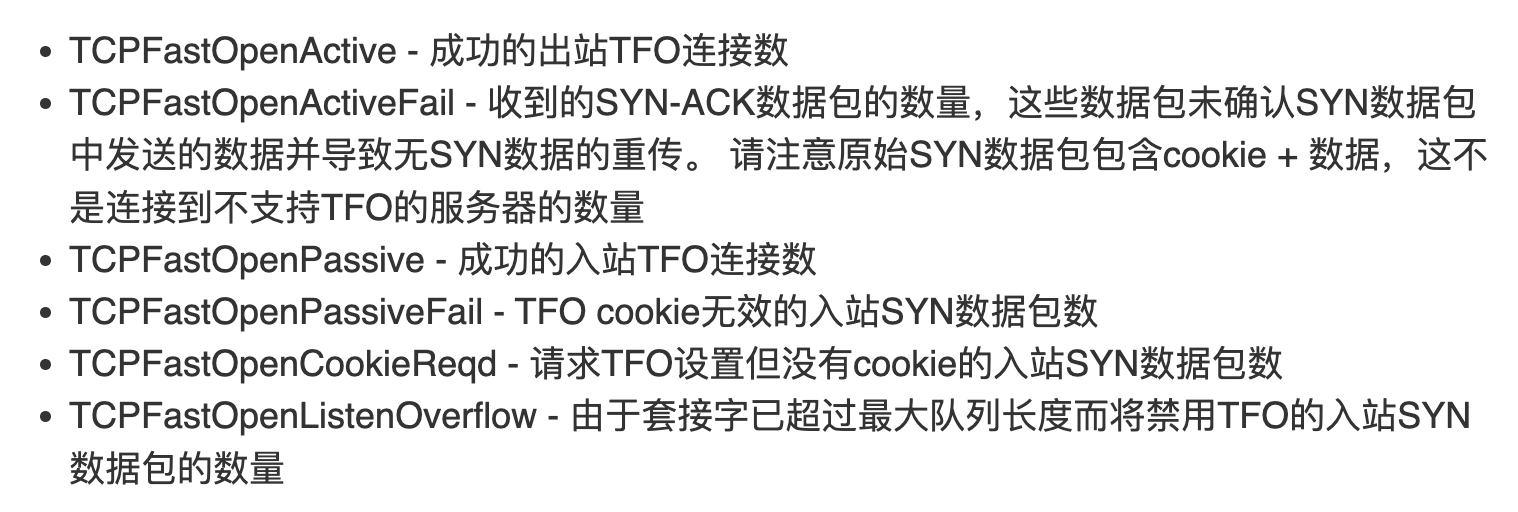 • TCPFastOpenActive - 成功的出站TFO连接数
• TCPFastOpenActiveFail - 收到的SYN-ACK数据包的数量，这些数据包未确认SYN数据包
中发送的数据并导致无SYN数据的重传。 请注意原始SYN数据包包含cookie + 数据，这不
是连接到不支持TFO的服务器的数量
• TCPFastOpenPassive - 成功的入站TFO连接数
• TCPFastOpenPassiveFail - TFO cookie无效的入站SYN数据包数
• TCPFastOpenCookieReqd - 请求TFO设置但没有cookie的入站SYN数据包数
• TCPFastOpenListenOverflow - 由于套接字已超过最大队列长度而将禁用TFO的入站SYN
数据包的数量